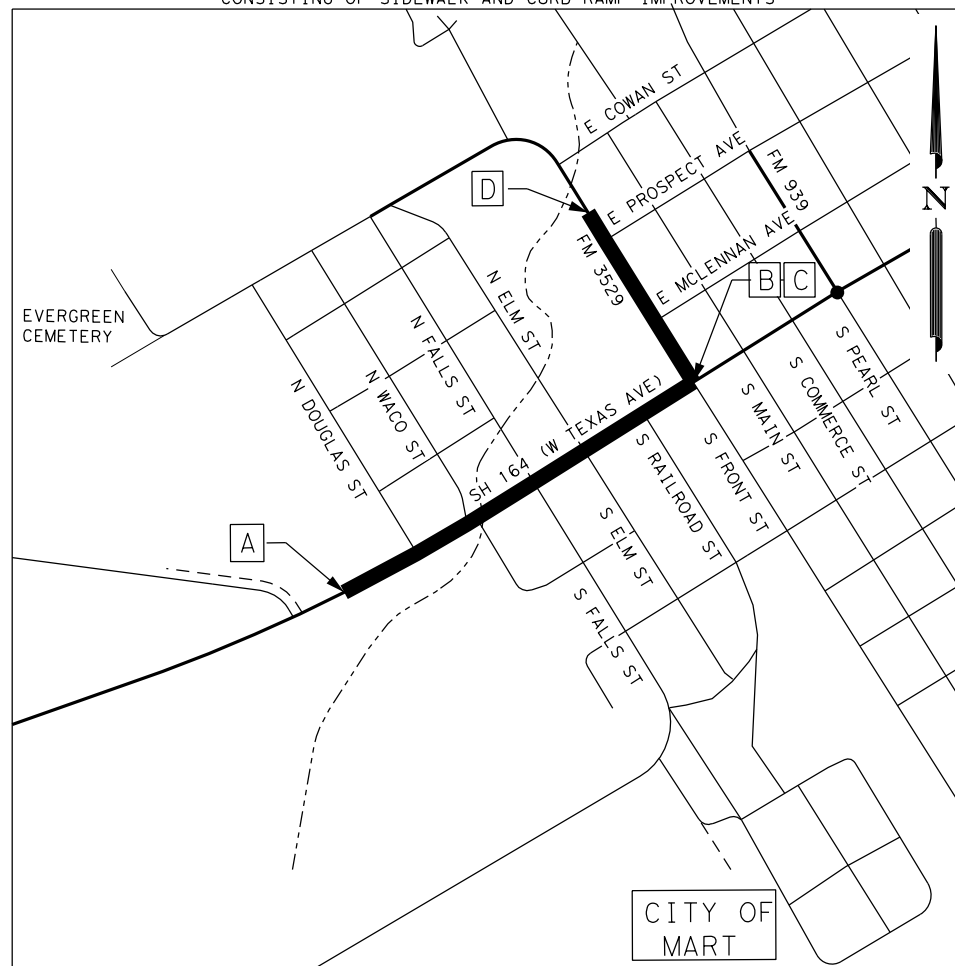 CONSISTING OF SIDEWALK AND CURB RAMP IMPROVEMENTS
E COWAN ST
D
E PROSPECT AVE
FM 939
N
FM 3529
E MCLENNAN AVE
B C
EVERGREEN
CEMETERY
N ELM ST
N FALLS ST
N WACO ST
N DOUGLAS ST
SH 164 (W TEXAS AVE)
S PEARL ST
S COMMERCE ST
S MAIN ST
S FRONT ST
S RAILROAD ST
A
S ELM ST
S FALLS ST
CITY OF
MART